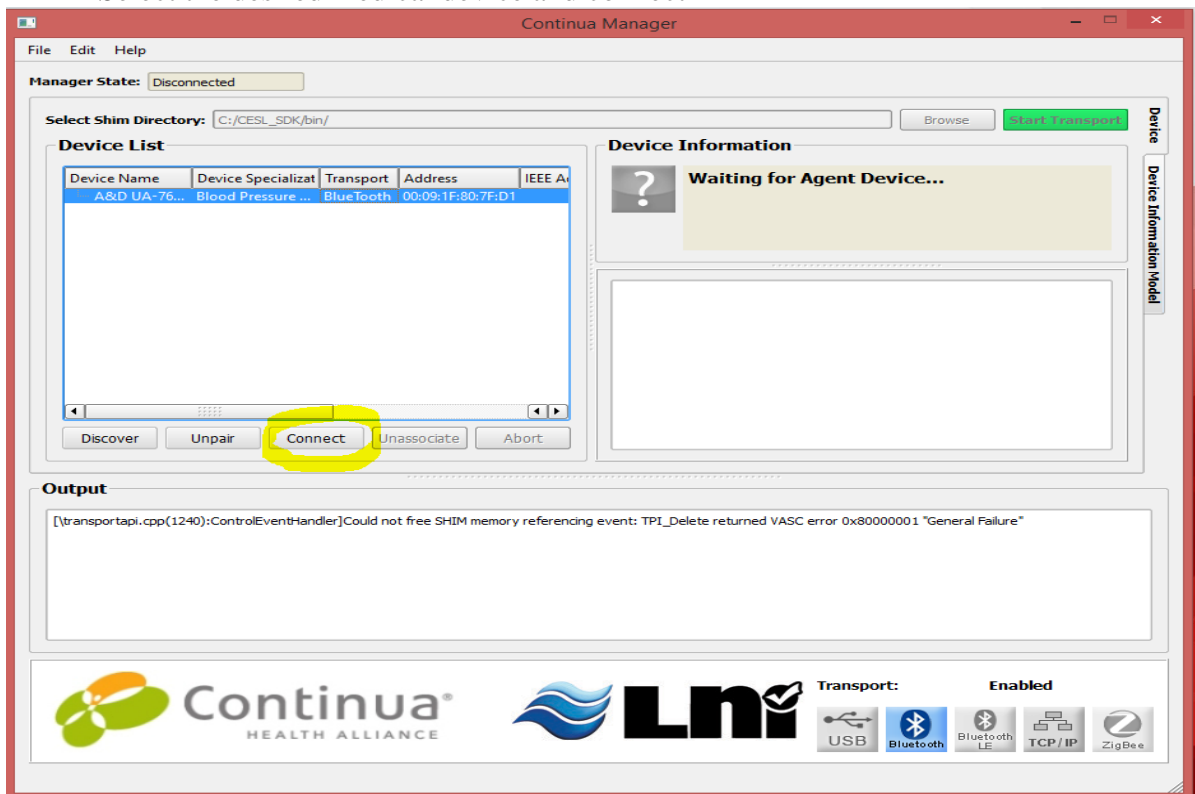 Continua Manager
File Edit Help
Manager State: Disconnected
Select Shim Directory: C:/CESL_SDK/bin/ Browse Start Transport
Device
Device Information Model
Device List
Device Name Device Specializat Transport Address IEEE A
A&D UA-76... Blood Pressure ... BlueTooth 00:09:1F:80:7F:D1
Discover Unpair Connect Unassociate Abort
Device Information
?
Waiting for Agent Device...
Output
[\transportapi.cpp(1240):ControlEventHandler]Could not free SHIM memory referencing event: TPI_Delete returned VASC error 0x80000001 "General Failure"
Continua®
HEALTH ALLIANCE
LNI
Transport: Enabled
USB Bluetooth Bluetooth LE TCP/IP ZigBee